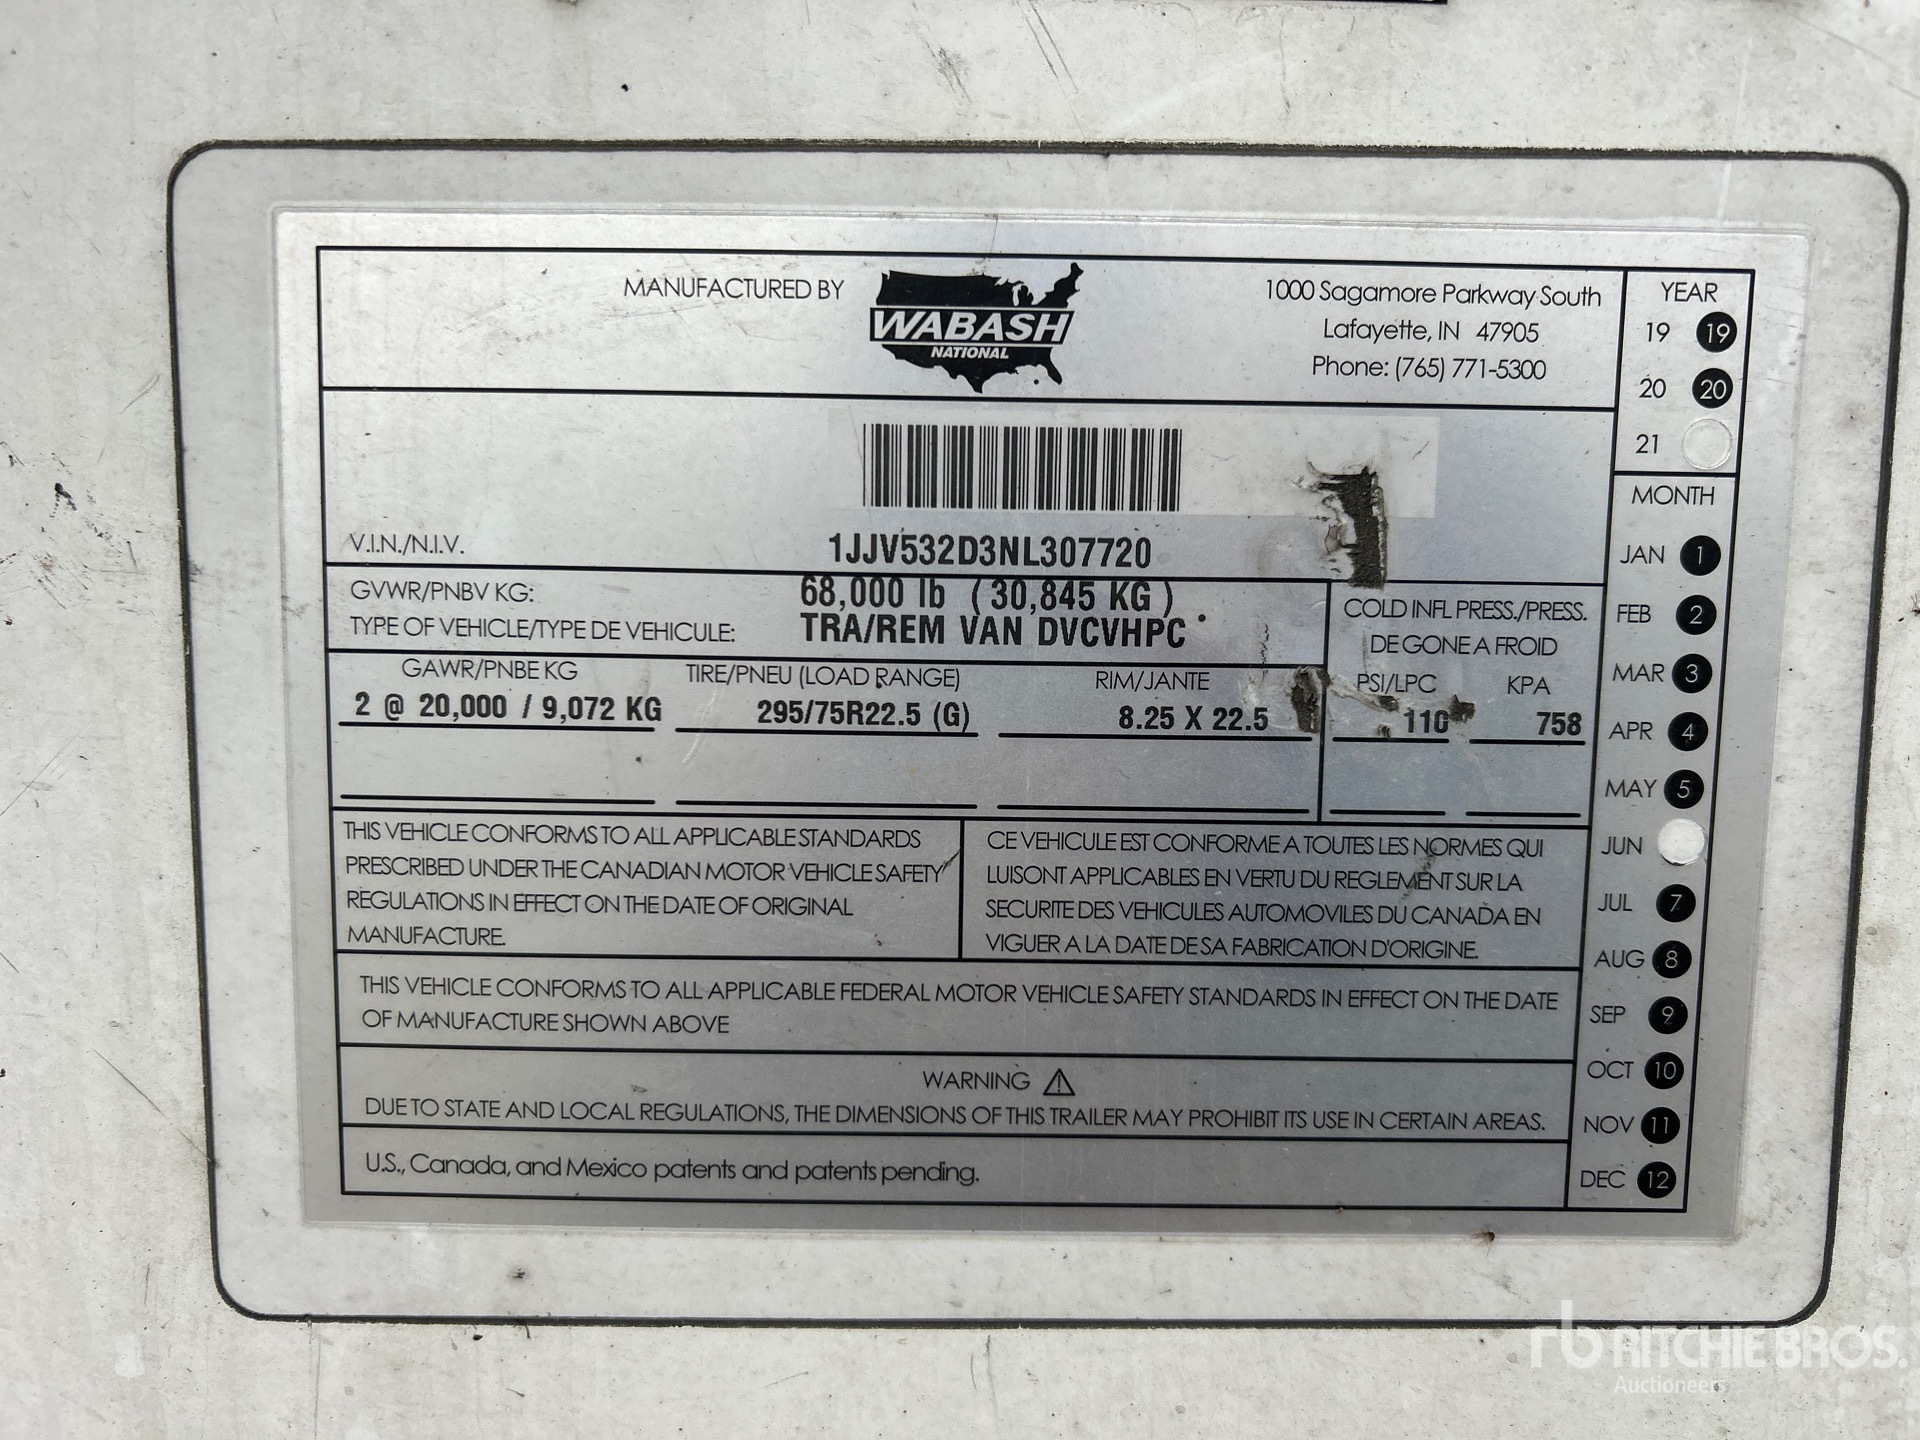 MANUFACTURED BY
WABASH
NATIONAL
1000 Sagamore Parkway South
Lafayette, IN 47905
Phone: (765) 771-5300
YEAR
19 19
20 20
21
MONTH
JAN 1
FEB 2
MAR 3
APR 4
MAY 5
JUN
JUL 7
AUG 8
SEP 9
OCT 10
NOV 11
DEC 12
V.I.N./N.I.V. 1JJV532D3NL307720
GVWR/PNBV KG: 68,000 lb (30,845 KG)
TYPE OF VEHICLE/TYPE DE VEHICULE: TRA/REM VAN DVCVHPC
COLD INFL PRESS./PRESS.
DE GONE A FROID
GAWR/PNBE KG TIRE/PNEU (LOAD RANGE) RIM/JANTE PSI/LPC KPA
2 @ 20,000 / 9,072 KG 295/75R22.5 (G) 8.25 X 22.5 110 758
THIS VEHICLE CONFORMS TO ALL APPLICABLE STANDARDS
PRESCRIBED UNDER THE CANADIAN MOTOR VEHICLE SAFETY
REGULATIONS IN EFFECT ON THE DATE OF ORIGINAL
MANUFACTURE.
CE VEHICULE EST CONFORME A TOUTES LES NORMES QUI
LUISONT APPLICABLES EN VERTU DU REGLEMENT SUR LA
SECURITE DES VEHICULES AUTOMOVILES DU CANADA EN
VIGUER A LA DATE DE SA FABRICATION D'ORIGINE.
THIS VEHICLE CONFORMS TO ALL APPLICABLE FEDERAL MOTOR VEHICLE SAFETY STANDARDS IN EFFECT ON THE DATE
OF MANUFACTURE SHOWN ABOVE
WARNING
DUE TO STATE AND LOCAL REGULATIONS, THE DIMENSIONS OF THIS TRAILER MAY PROHIBIT ITS USE IN CERTAIN AREAS.
U.S., Canada, and Mexico patents and patents pending.
rb RITCHIE BROS.
Auctioneers